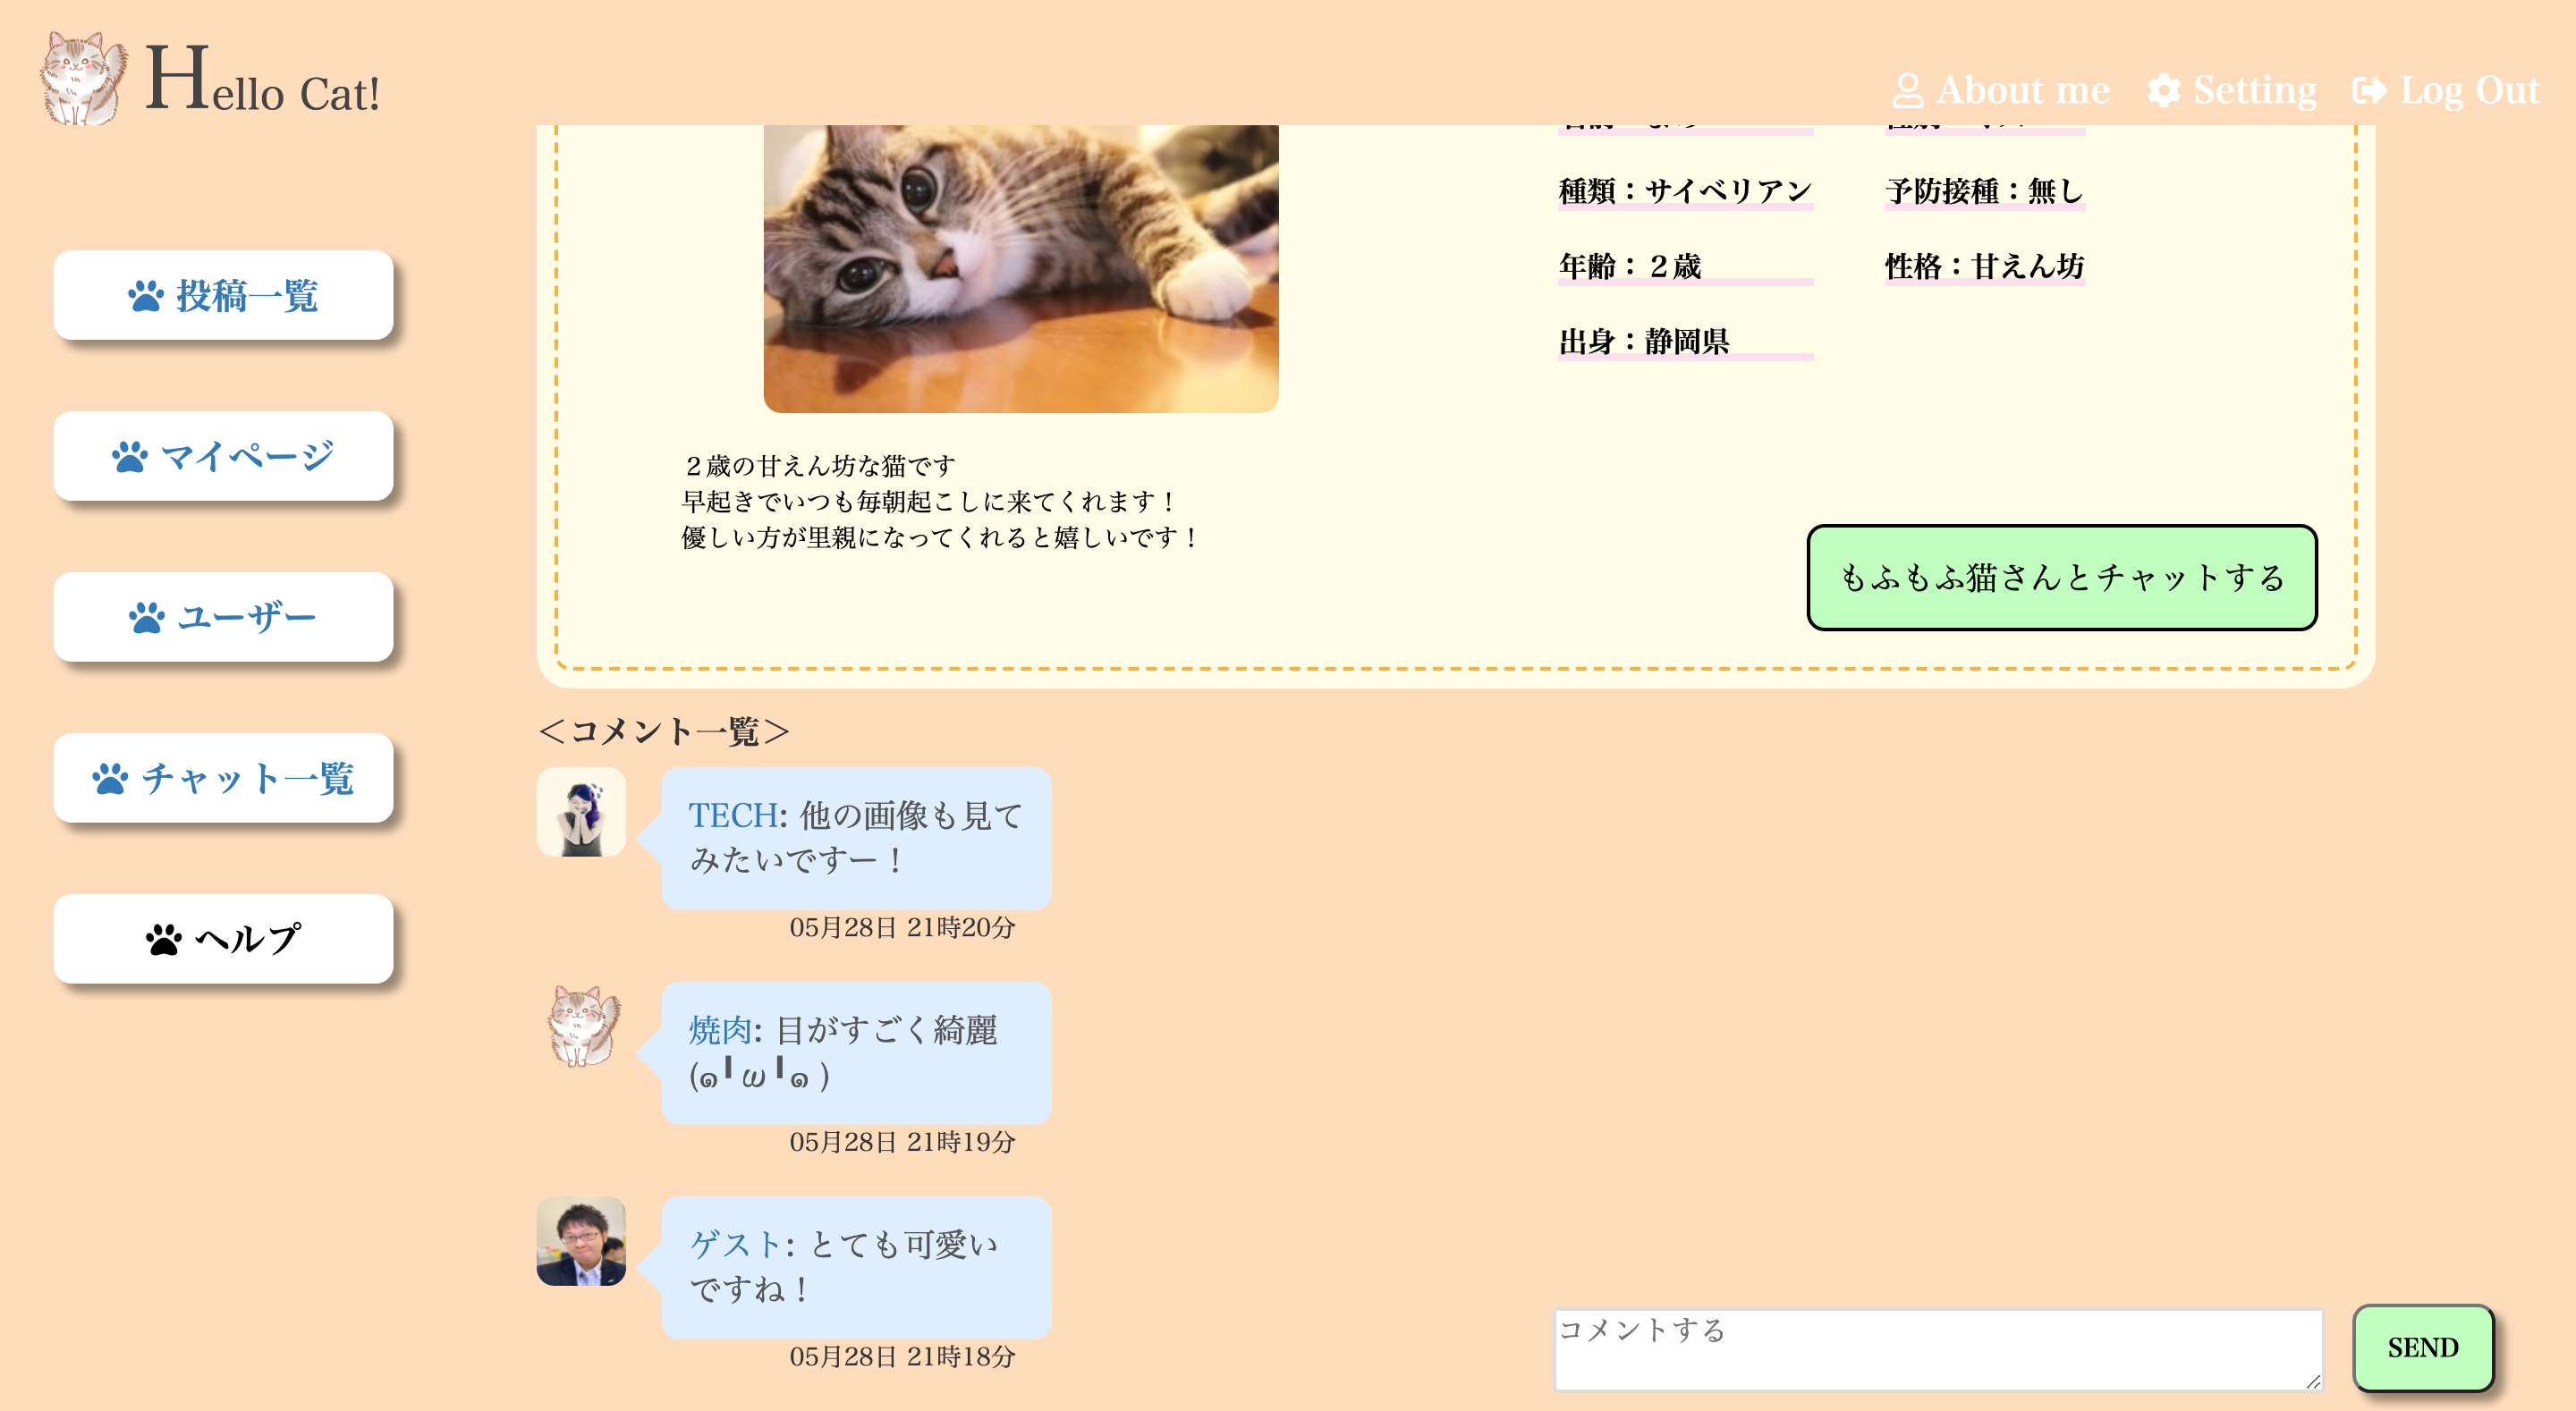 Hello Cat!
About me
Setting
Log Out
投稿一覧
マイページ
ユーザー
チャット一覧
ヘルプ
種類：サイベリアン
予防接種：無し
年齢：２歳
性格：甘えん坊
出身：静岡県
２歳の甘えん坊な猫です
早起きでいつも毎朝起こしに来てくれます！
優しい方が里親になってくれると嬉しいです！
もふもふ猫さんとチャットする
＜コメント一覧＞
TECH: 他の画像も見て
みたいですー！
05月28日 21時20分
焼肉: 目がすごく綺麗
(๑╹ω╹๑ )
05月28日 21時19分
ゲスト: とても可愛い
ですね！
05月28日 21時18分
コメントする
SEND